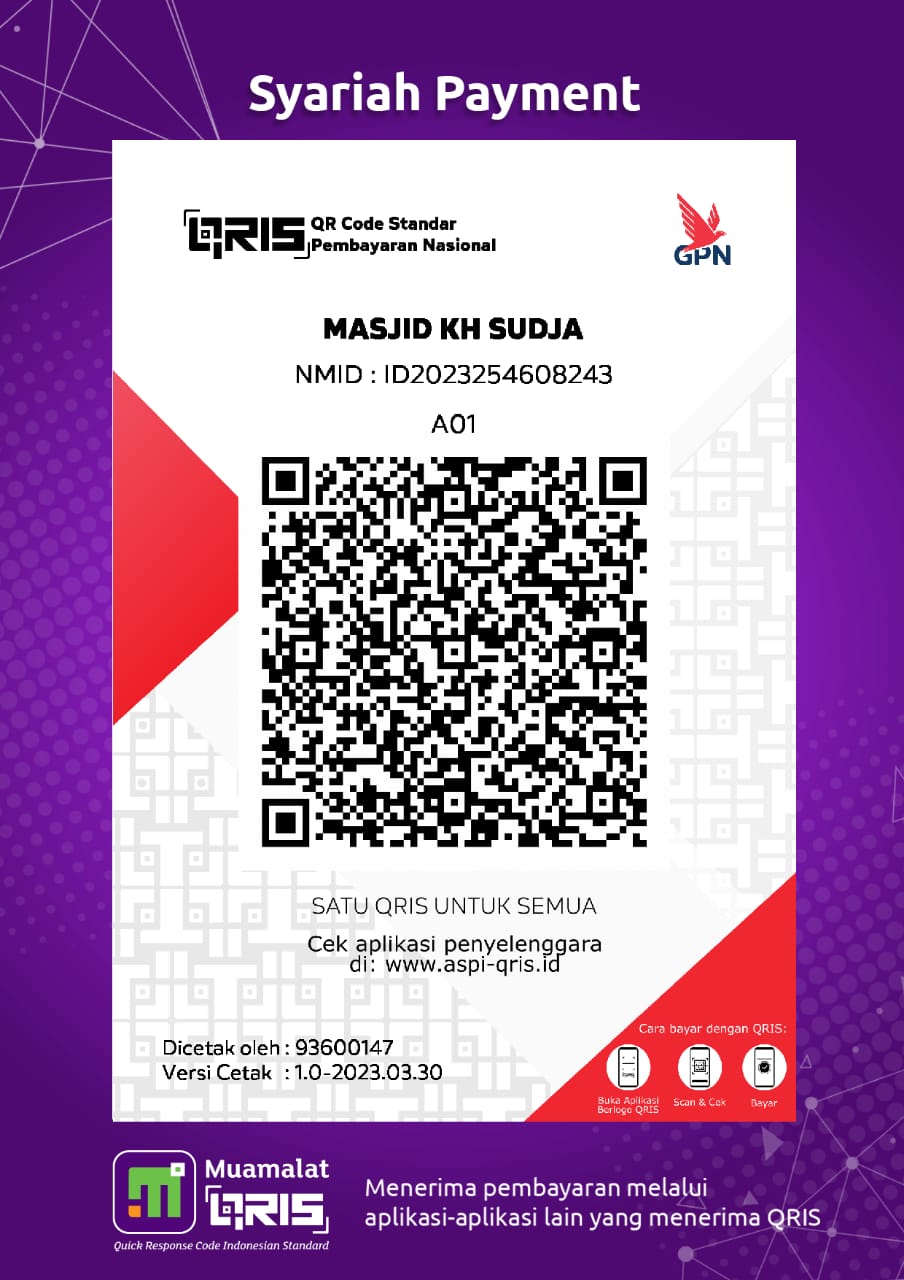 Syariah Payment
QRIS QR Code Standar
Pembayaran Nasional
GPN
MASJID KH SUDJA
NMID : ID2023254608243
A01
SATU QRIS UNTUK SEMUA
Cek aplikasi penyelenggara
di: www.aspi-qris.id
Dicetak oleh : 93600147
Versi Cetak : 1.0-2023.03.30
Cara bayar dengan QRIS:
Buka Aplikasi
Berlogo QRIS
Scan & Cek
Bayar
Muamalat
QRIS
Quick Response Code Indonesian Standard
Menerima pembayaran melalui
aplikasi-aplikasi lain yang menerima QRIS